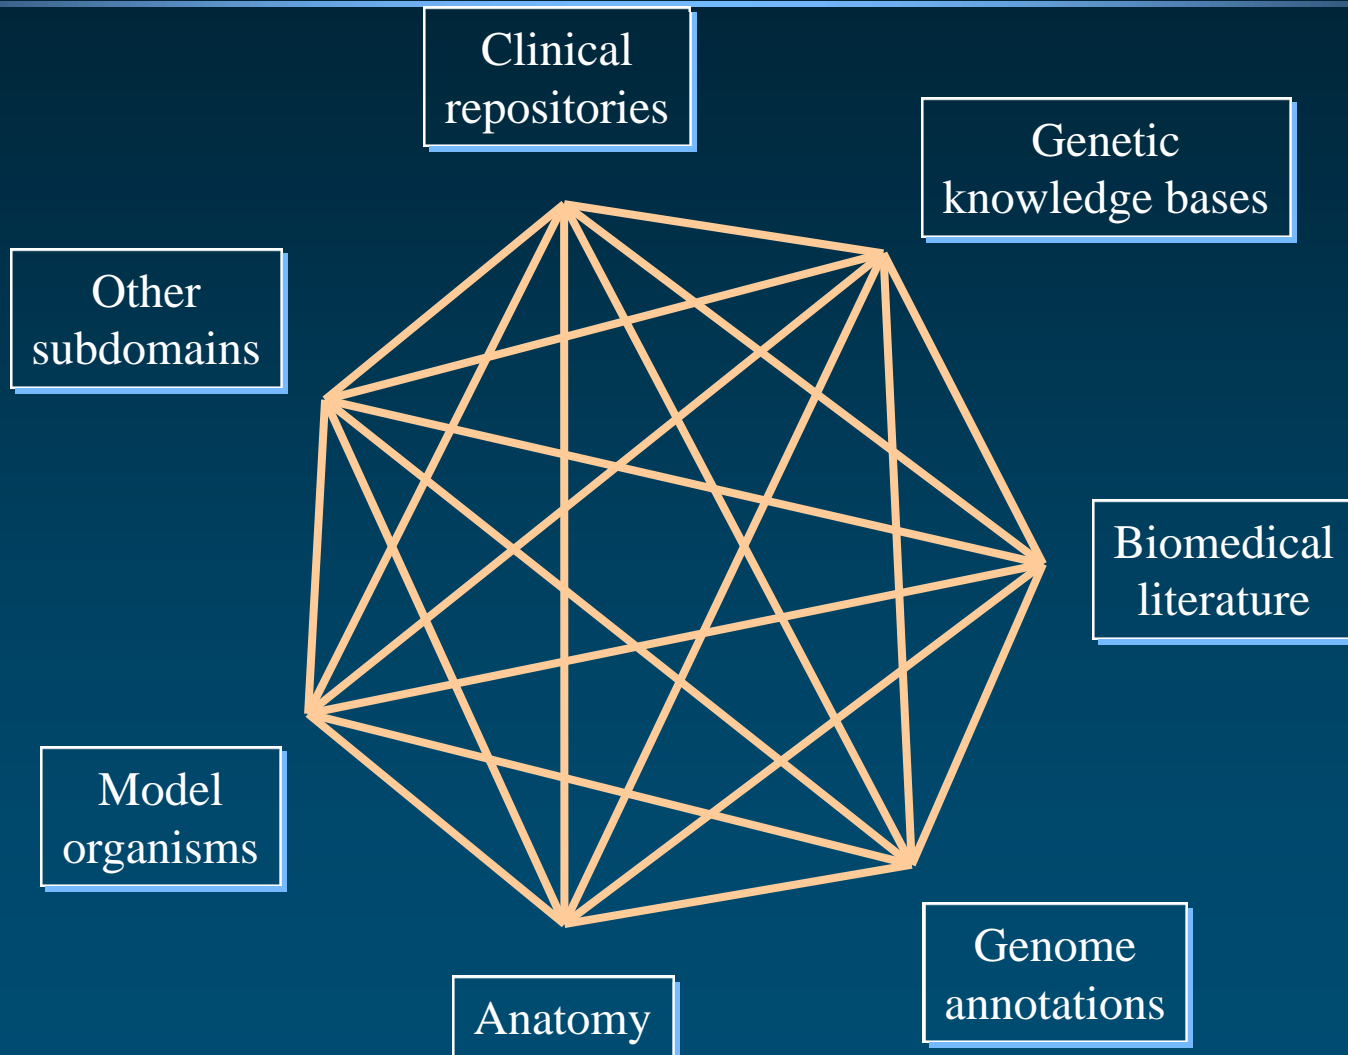 Clinical
repositories
Genetic
knowledge bases
Other
subdomains
Biomedical
literature
Model
organisms
Genome
annotations
Anatomy